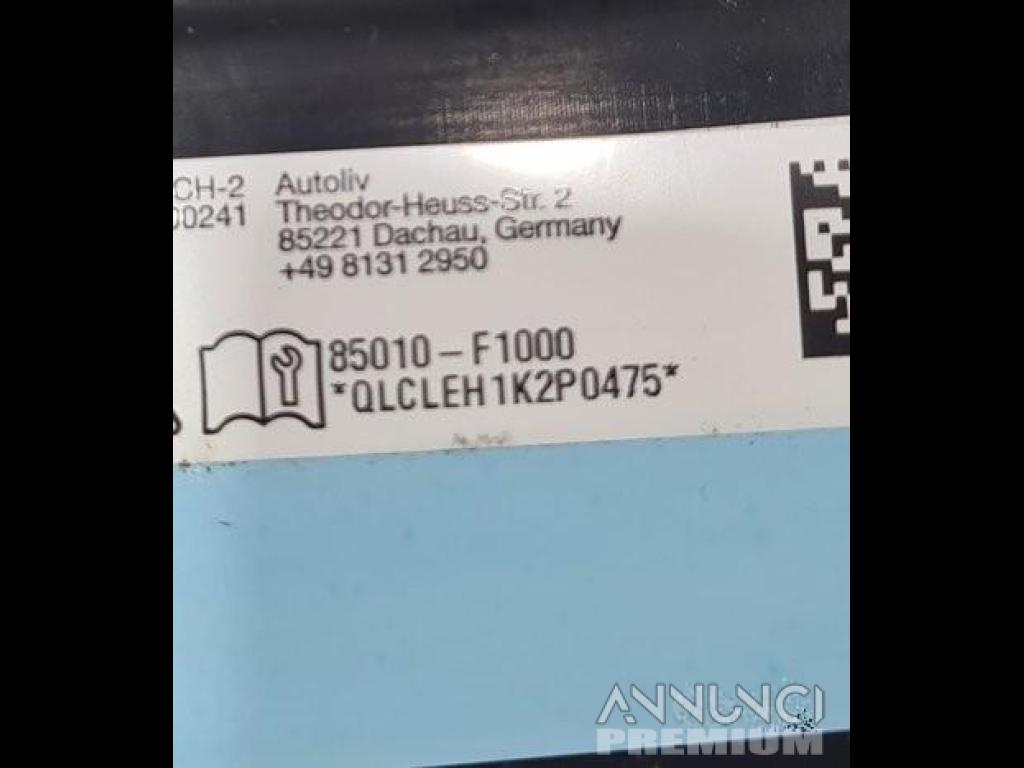 CH-2 Autoliv
00241 Theodor-Heuss-Str. 2
85221 Dachau, Germany
+49 8131 2950
85010-F1000
*QLCLEH1K2P0475*
ANNUNCI
PREMIUM